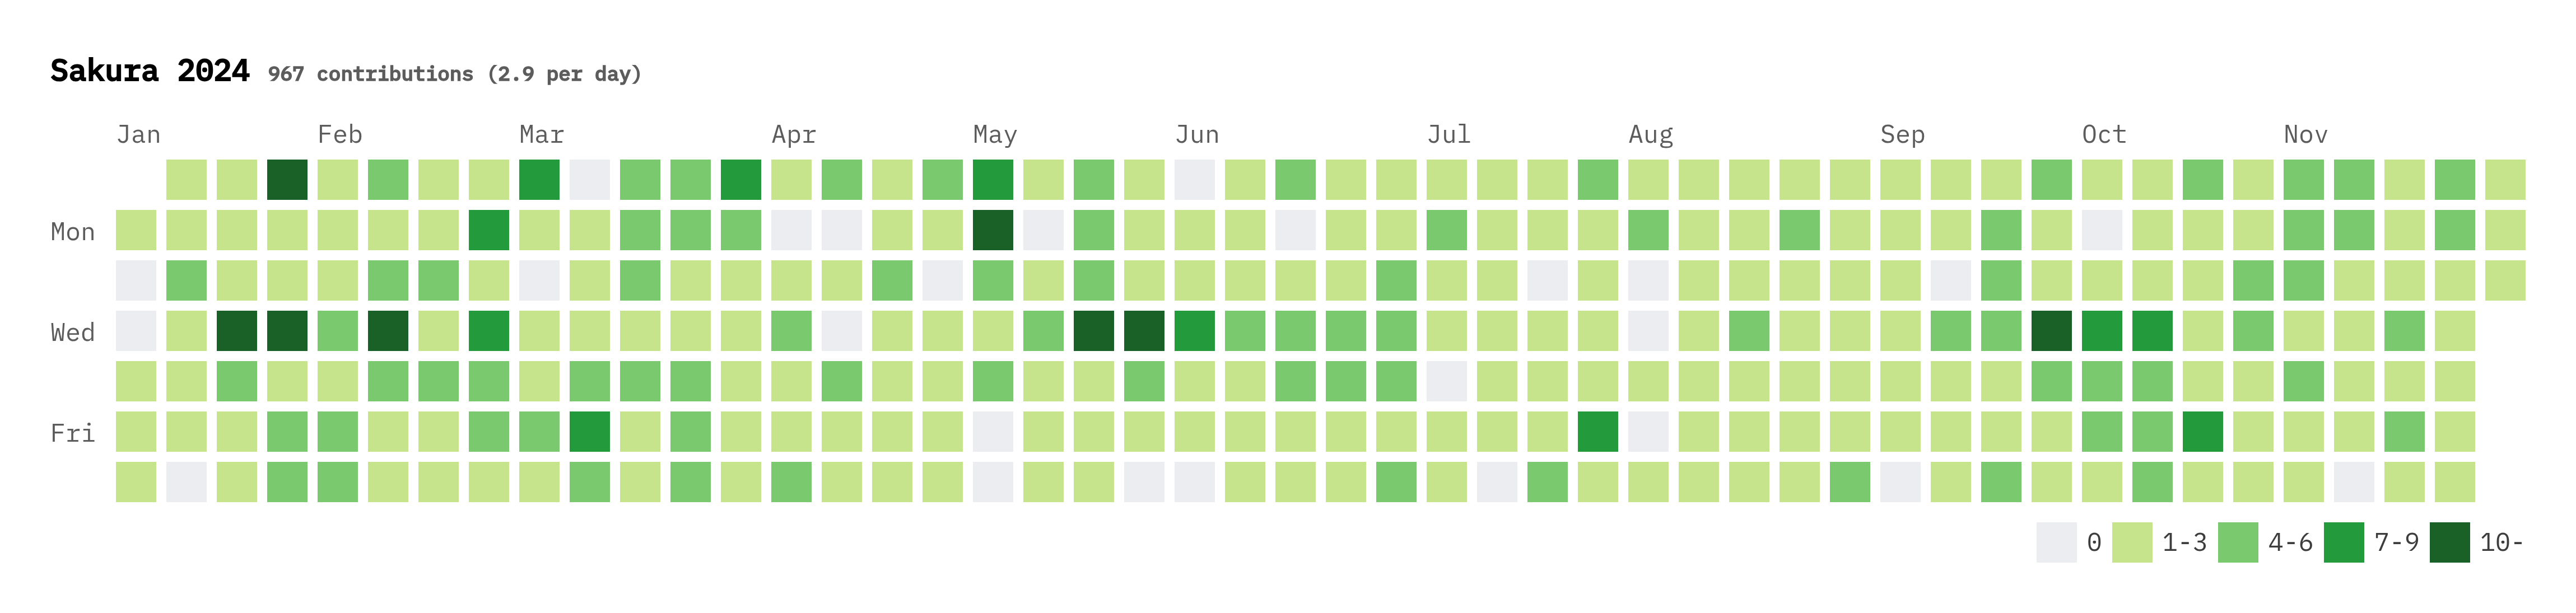 Sakura 2024 967 contributions (2.9 per day)
Jan Feb Mar Apr May Jun Jul Aug Sep Oct Nov
Mon
Wed
Fri
0 1-3 4-6 7-9 10-